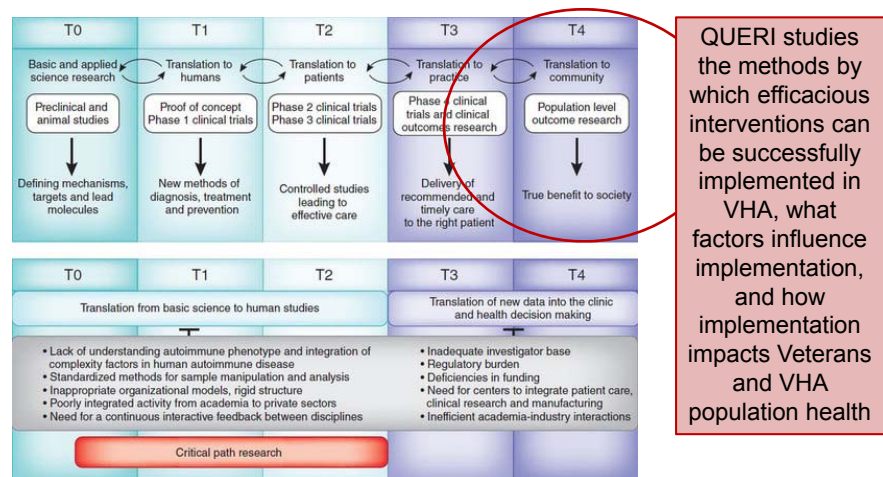 T0 T1 T2 T3 T4
Basic and applied
science research
Translation to
humans
Translation to
patients
Translation to
practice
Translation to
community
Preclinical and
animal studies
Proof of concept
Phase 1 clinical trials
Phase 2 clinical trials
Phase 3 clinical trials
Phase 4 clinical
trials and clinical
outcomes research
Population level
outcome research
Defining mechanisms,
targets and lead
molecules
New methods of
diagnosis, treatment
and prevention
Controlled studies
leading to
effective care
Delivery of
recommended and
timely care
to the right patient
True benefit to society
QUERI studies
the methods by
which efficacious
interventions can
be successfully
implemented in
VHA, what
factors influence
implementation,
and how
implementation
impacts Veterans
and VHA
population health
T0 T1 T2 T3 T4
Translation from basic science to human studies
Translation of new data into the clinic
and health decision making
• Lack of understanding autoimmune phenotype and integration of
complexity factors in human autoimmune disease
• Standardized methods for sample manipulation and analysis
• Inappropriate organizational models, rigid structure
• Poorly integrated activity from academia to private sectors
• Need for a continuous interactive feedback between disciplines
• Inadequate investigator base
• Regulatory burden
• Deficiencies in funding
• Need for centers to integrate patient care,
clinical research and manufacturing
• Inefficient academia-industry interactions
Critical path research